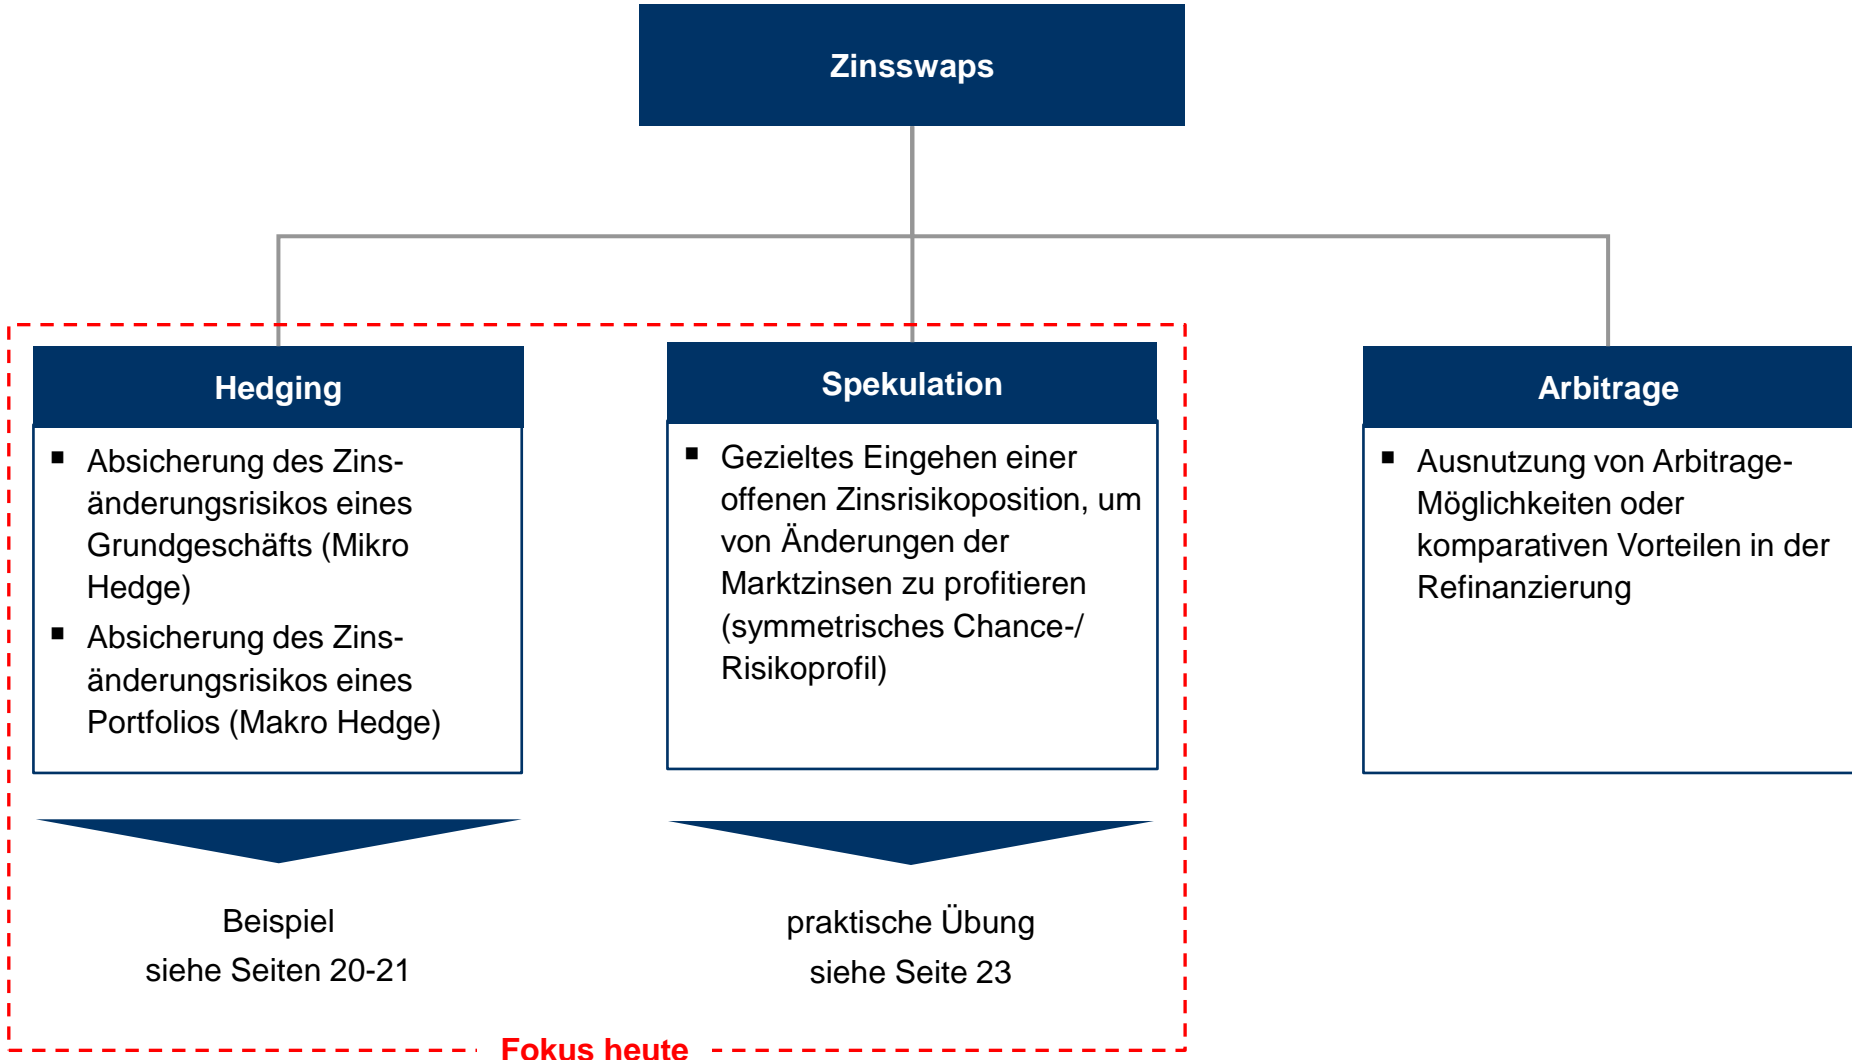 Zinsswaps
Hedging
▪ Absicherung des Zins-
änderungsrisikos eines
Grundgeschäfts (Mikro
Hedge)
▪ Absicherung des Zins-
änderungsrisikos eines
Portfolios (Makro Hedge)
Beispiel
siehe Seiten 20-21
Spekulation
▪ Gezieltes Eingehen einer
offenen Zinsrisikoposition, um
von Änderungen der
Marktzinsen zu profitieren
(symmetrisches Chance-/
Risikoprofil)
praktische Übung
siehe Seite 23
Arbitrage
▪ Ausnutzung von Arbitrage-
Möglichkeiten oder
komparativen Vorteilen in der
Refinanzierung
Fokus heute